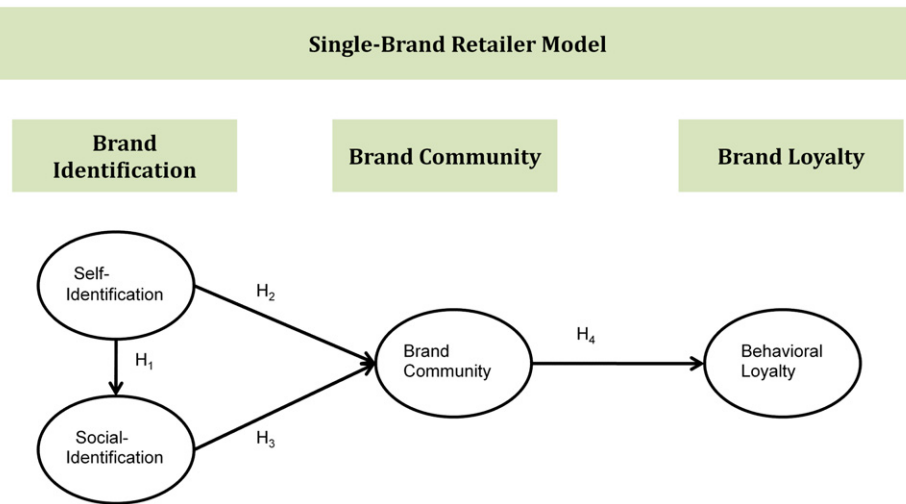 Single-Brand Retailer Model
Brand
Identification
Brand Community
Brand Loyalty
Self-
Identification
H₂
H₁
Brand
Community
H₄
Behavioral
Loyalty
Social-
Identification
H₃